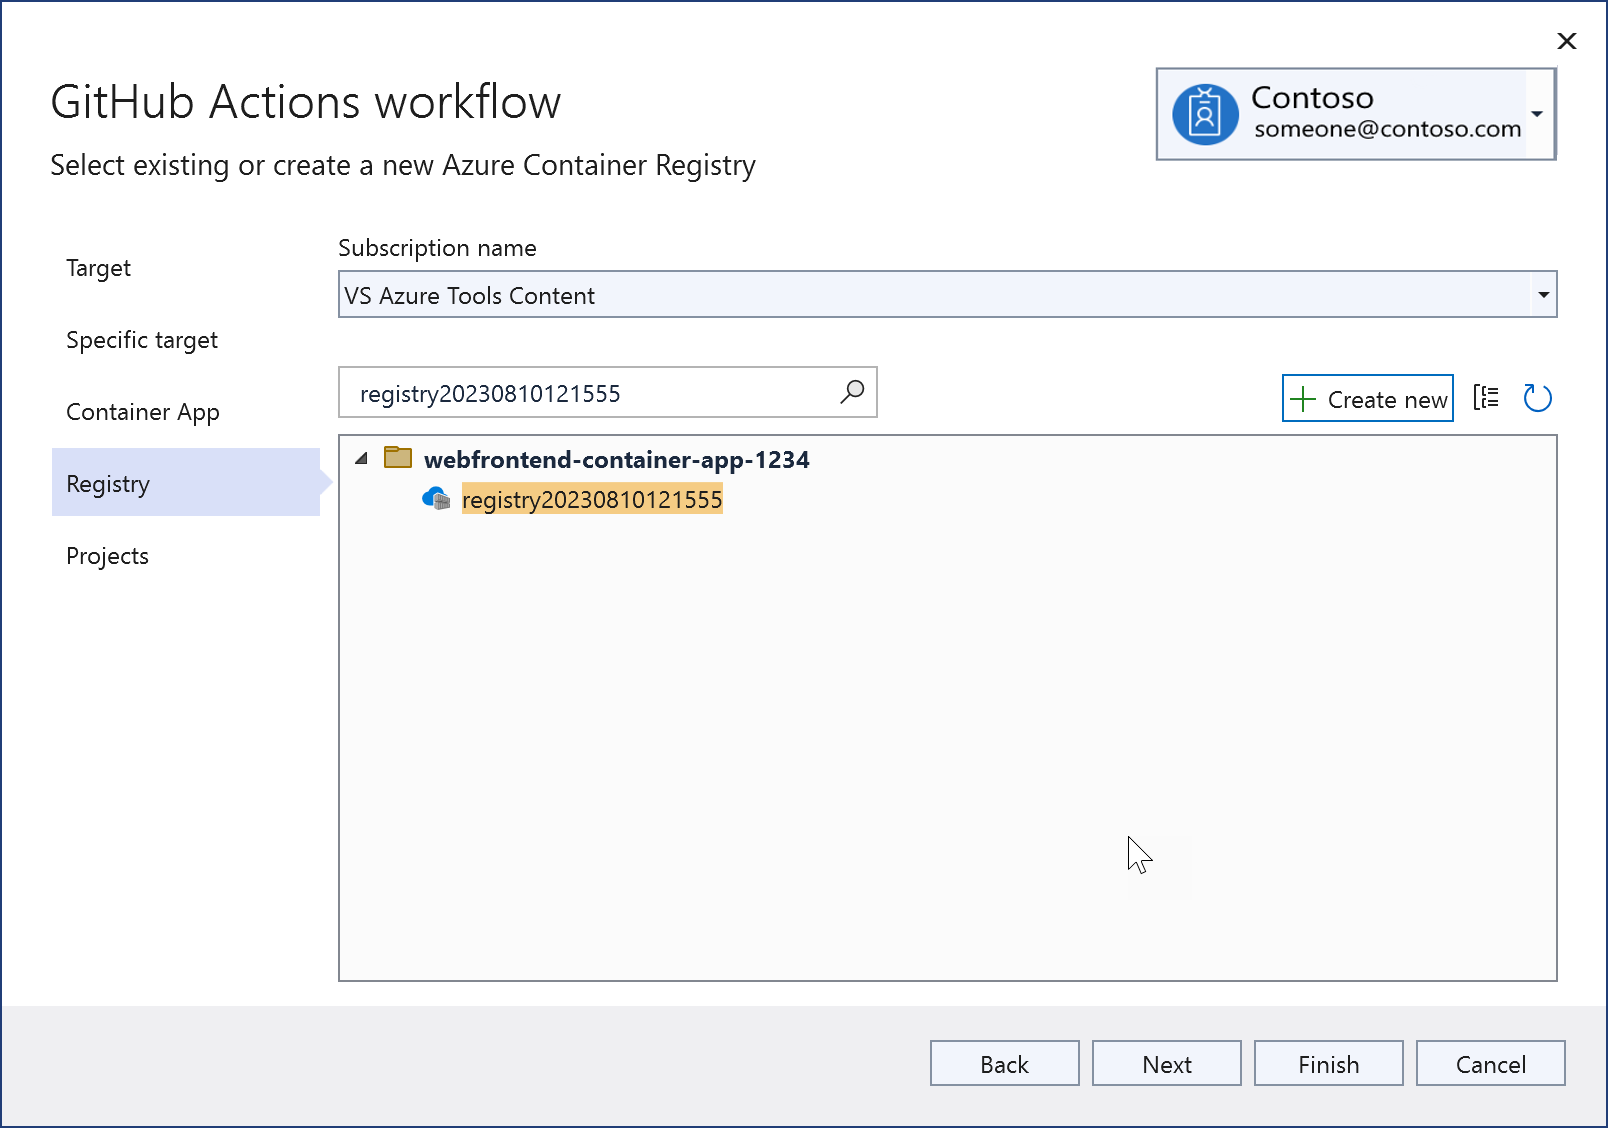 GitHub Actions workflow
Select existing or create a new Azure Container Registry
Contoso
someone@contoso.com
Target
Specific target
Container App
Registry
Projects
Subscription name
VS Azure Tools Content
registry20230810121555
Create new
webfrontend-container-app-1234
registry20230810121555
Back
Next
Finish
Cancel